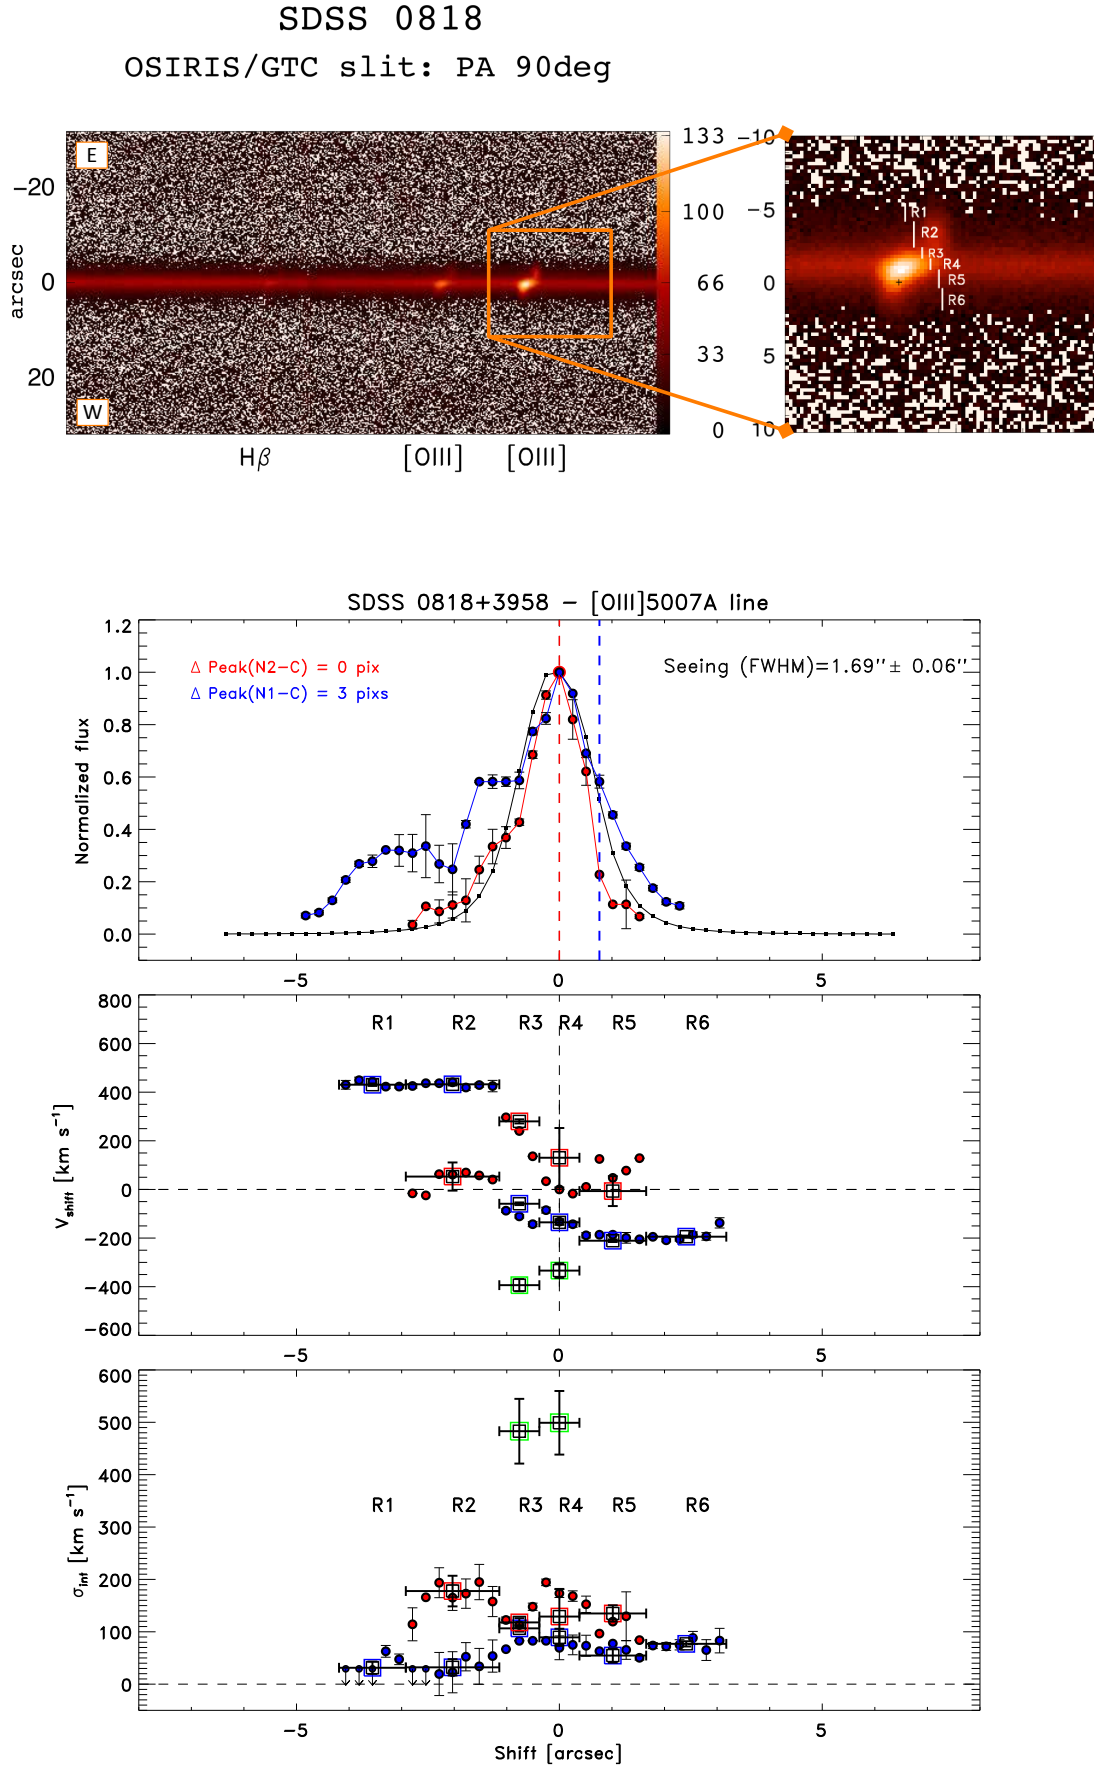 SDSS 0818
OSIRIS/GTC slit: PA 90deg
E
W
arcsec
−20
0
20
133
100
66
33
0
−10
−5
0
5
10
R1
R2
R3
R4
R5
R6
Hβ [OIII] [OIII]
SDSS 0818+3958 − [OIII]5007A line
Δ Peak(N2−C) = 0 pix
Δ Peak(N1−C) = 3 pixs
Seeing (FWHM)=1.69″± 0.06″
Normalized flux
1.2
1.0
0.8
0.6
0.4
0.2
0.0
−5 0 5
R1 R2 R3 R4 R5 R6
Vshift [km s−1]
800
600
400
200
0
−200
−400
−600
−5 0 5
R1 R2 R3 R4 R5 R6
σint [km s−1]
600
500
400
300
200
100
0
−5 0 5
Shift [arcsec]